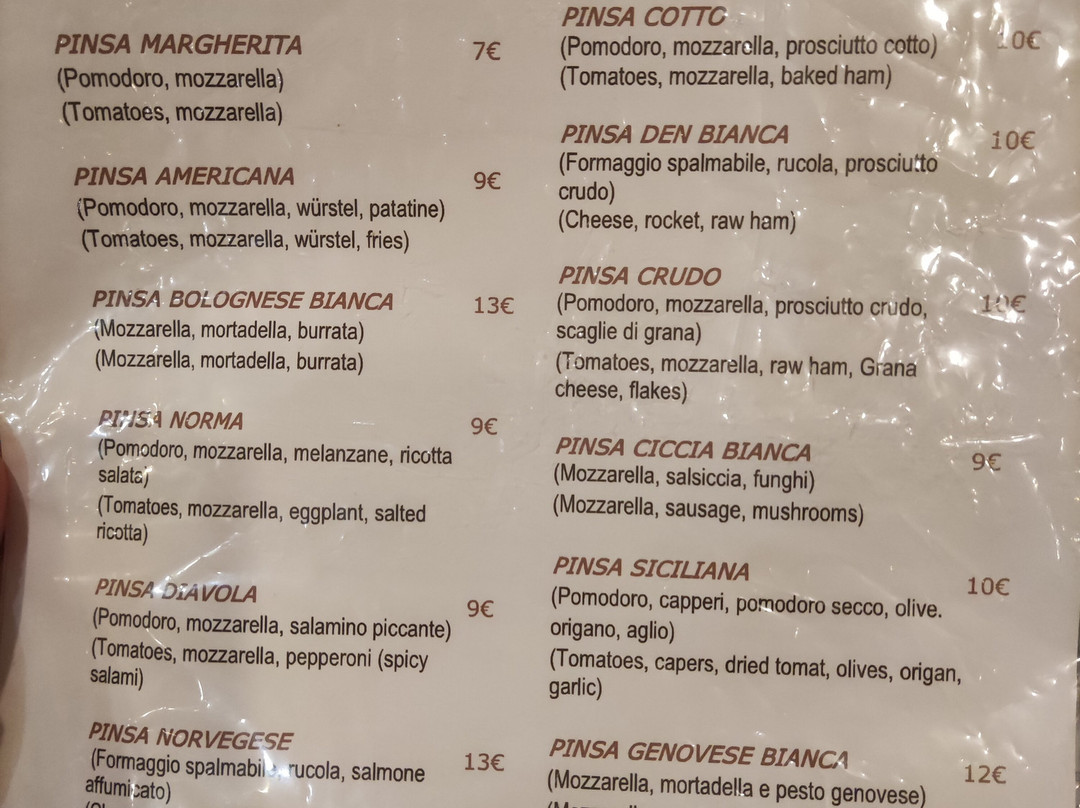 PINSA MARGHERITA 7€
(Pomodoro, mozzarella)
(Tomatoes, mozzarella)
PINSA AMERICANA 9€
(Pomodoro, mozzarella, würstel, patatine)
(Tomatoes, mozzarella, würstel, fries)
PINSA BOLOGNESE BIANCA 13€
(Mozzarella, mortadella, burrata)
(Mozzarella, mortadella, burrata)
PINSA NORMA 9€
(Pomodoro, mozzarella, melanzane, ricotta
salata)
(Tomatoes, mozzarella, eggplant, salted
ricotta)
PINSA DIAVOLA 9€
(Pomodoro, mozzarella, salamino piccante)
(Tomatoes, mozzarella, pepperoni (spicy
salami)
PINSA NORVEGESE 13€
(Formaggio spalmabile, rucola, salmone
affumicato)
PINSA COTTO
(Pomodoro, mozzarella, prosciutto cotto)
(Tomatoes, mozzarella, baked ham)
PINSA DEN BIANCA 10€
(Formaggio spalmabile, rucola, prosciutto
crudo)
(Cheese, rocket, raw ham)
PINSA CRUDO
(Pomodoro, mozzarella, prosciutto crudo,
scaglie di grana)
(Tomatoes, mozzarella, raw ham, Grana
cheese, flakes)
PINSA CICCIA BIANCA 9€
(Mozzarella, salsiccia, funghi)
(Mozzarella, sausage, mushrooms)
PINSA SICILIANA 10€
(Pomodoro, capperi, pomodoro secco, olive.
origano, aglio)
(Tomatoes, capers, dried tomat, olives, origan,
garlic)
PINSA GENOVESE BIANCA 12€
(Mozzarella, mortadella e pesto genovese)